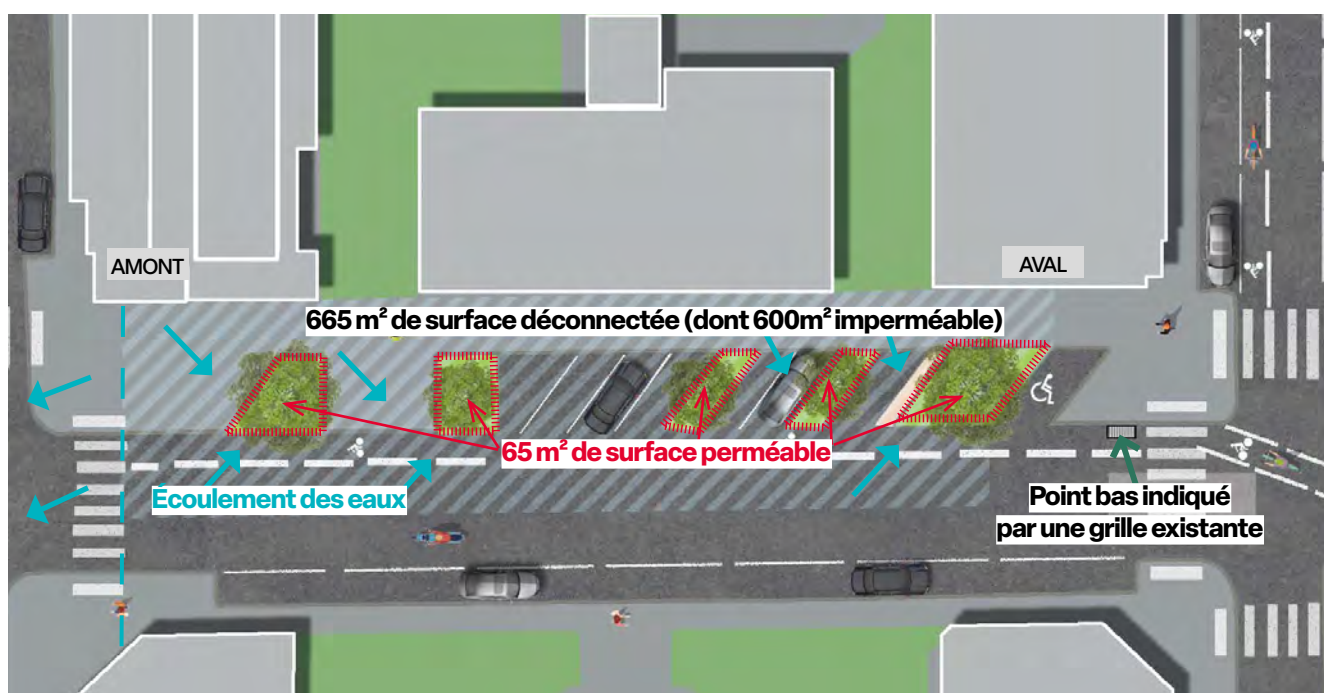 AMONT
AVAL
665 m² de surface déconnectée (dont 600m² imperméable)
65 m² de surface perméable
Écoulement des eaux
Point bas indiqué
par une grille existante